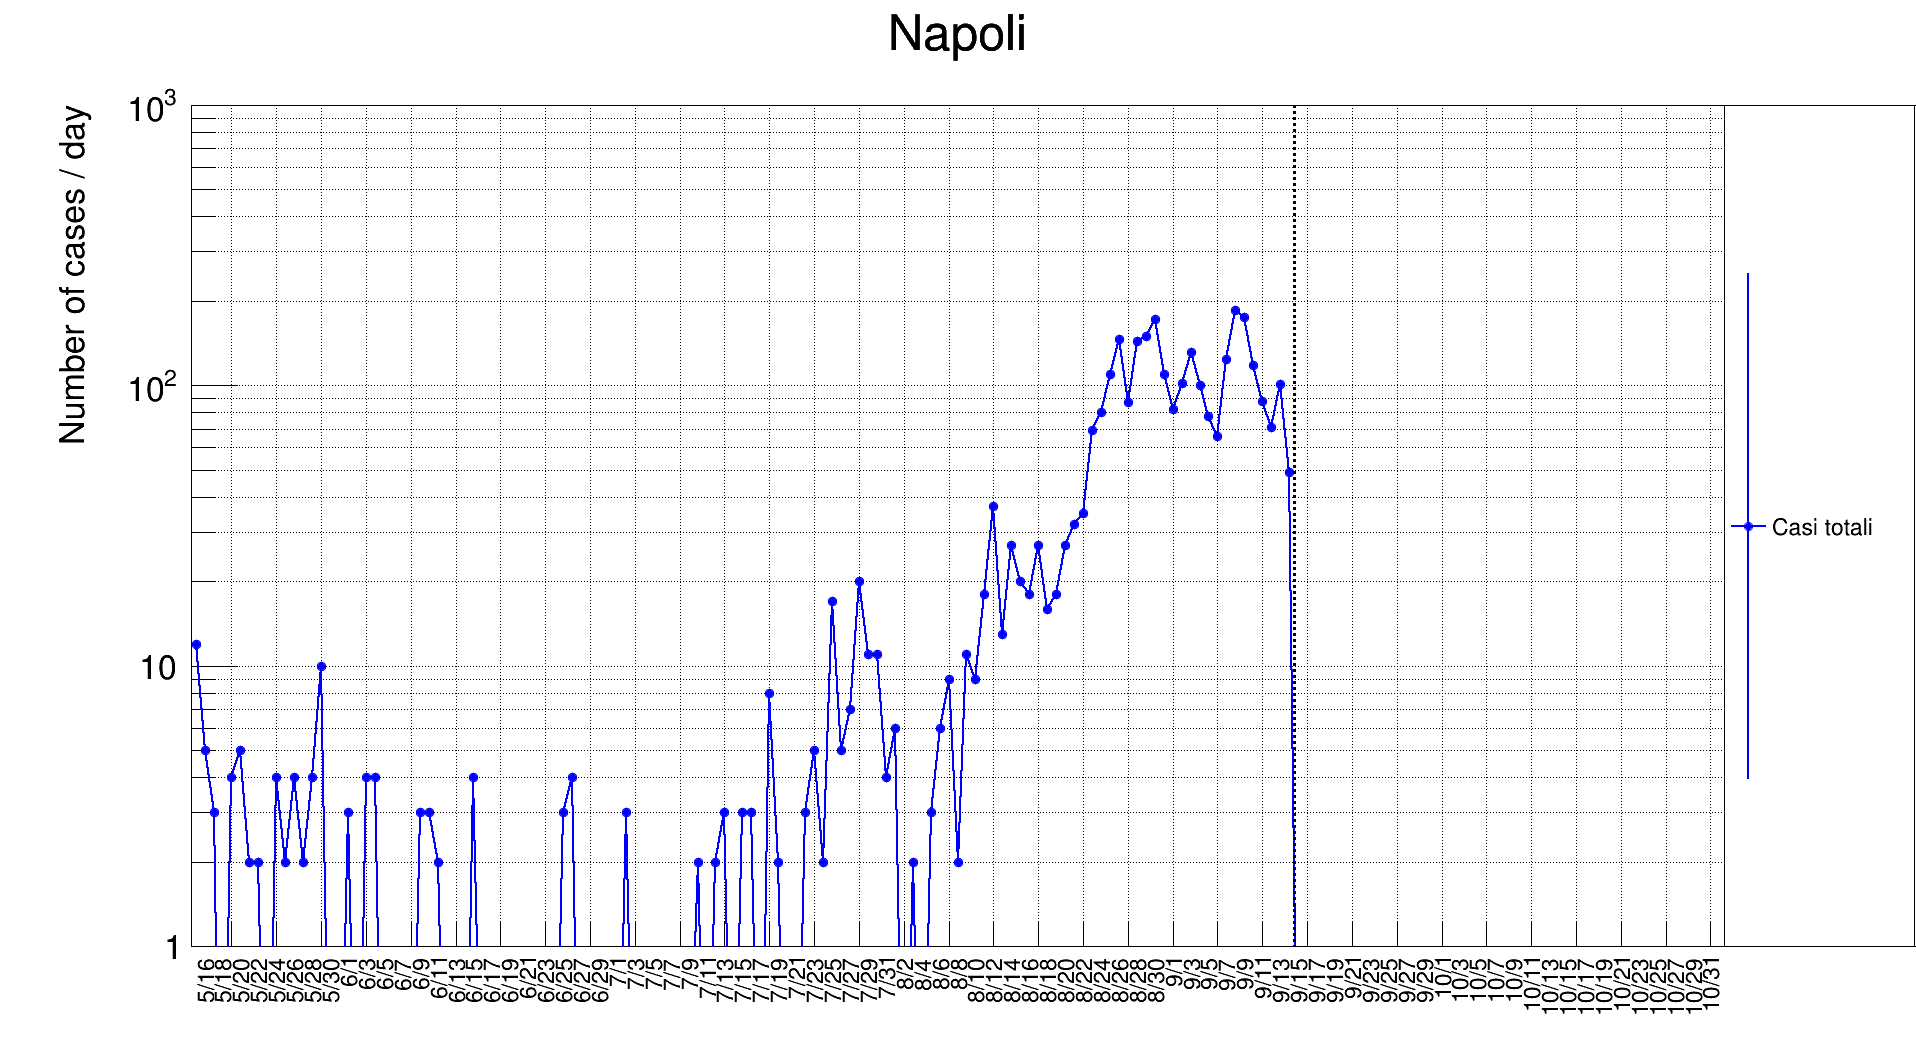 Napoli
Number of cases / day
10³
10²
10
1
5/16 5/18 5/20 5/22 5/24 5/26 5/28 5/30 6/1 6/3 6/5 6/7 6/9 6/11 6/13 6/15 6/17 6/19 6/21 6/23 6/25 6/27 6/29 7/1 7/3 7/5 7/7 7/9 7/11 7/13 7/15 7/17 7/19 7/21 7/23 7/25 7/27 7/29 7/31 8/2 8/4 8/6 8/8 8/10 8/12 8/14 8/16 8/18 8/20 8/22 8/24 8/26 8/28 8/30 9/1 9/3 9/5 9/7 9/9 9/11 9/13 9/15 9/17 9/19 9/21 9/23 9/25 9/27 9/29 10/1 10/3 10/5 10/7 10/9 10/11 10/13 10/15 10/17 10/19 10/21 10/23 10/25 10/27 10/29 10/31
Casi totali